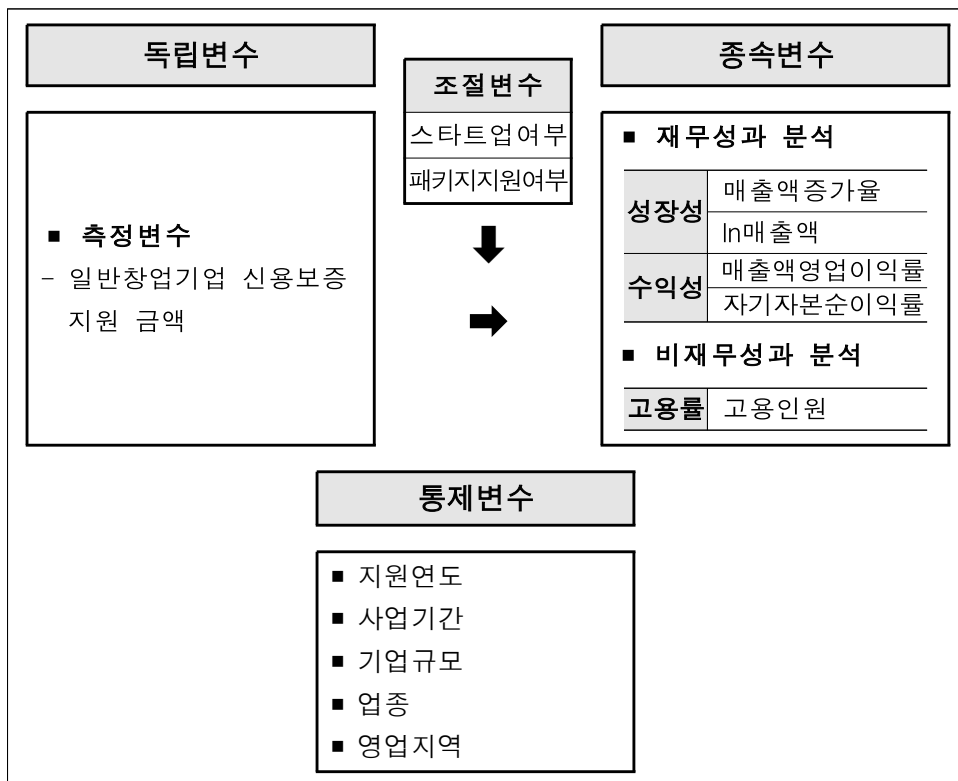 독립변수
■ 측정변수
- 일반창업기업 신용보증
지원 금액
조절변수
스타트업여부
패키지지원여부
종속변수
■ 재무성과 분석
성장성
매출액증가율
ln매출액
수익성
매출액영업이익률
자기자본순이익률
■ 비재무성과 분석
고용률 고용인원
통제변수
■ 지원연도
■ 사업기간
■ 기업규모
■ 업종
■ 영업지역